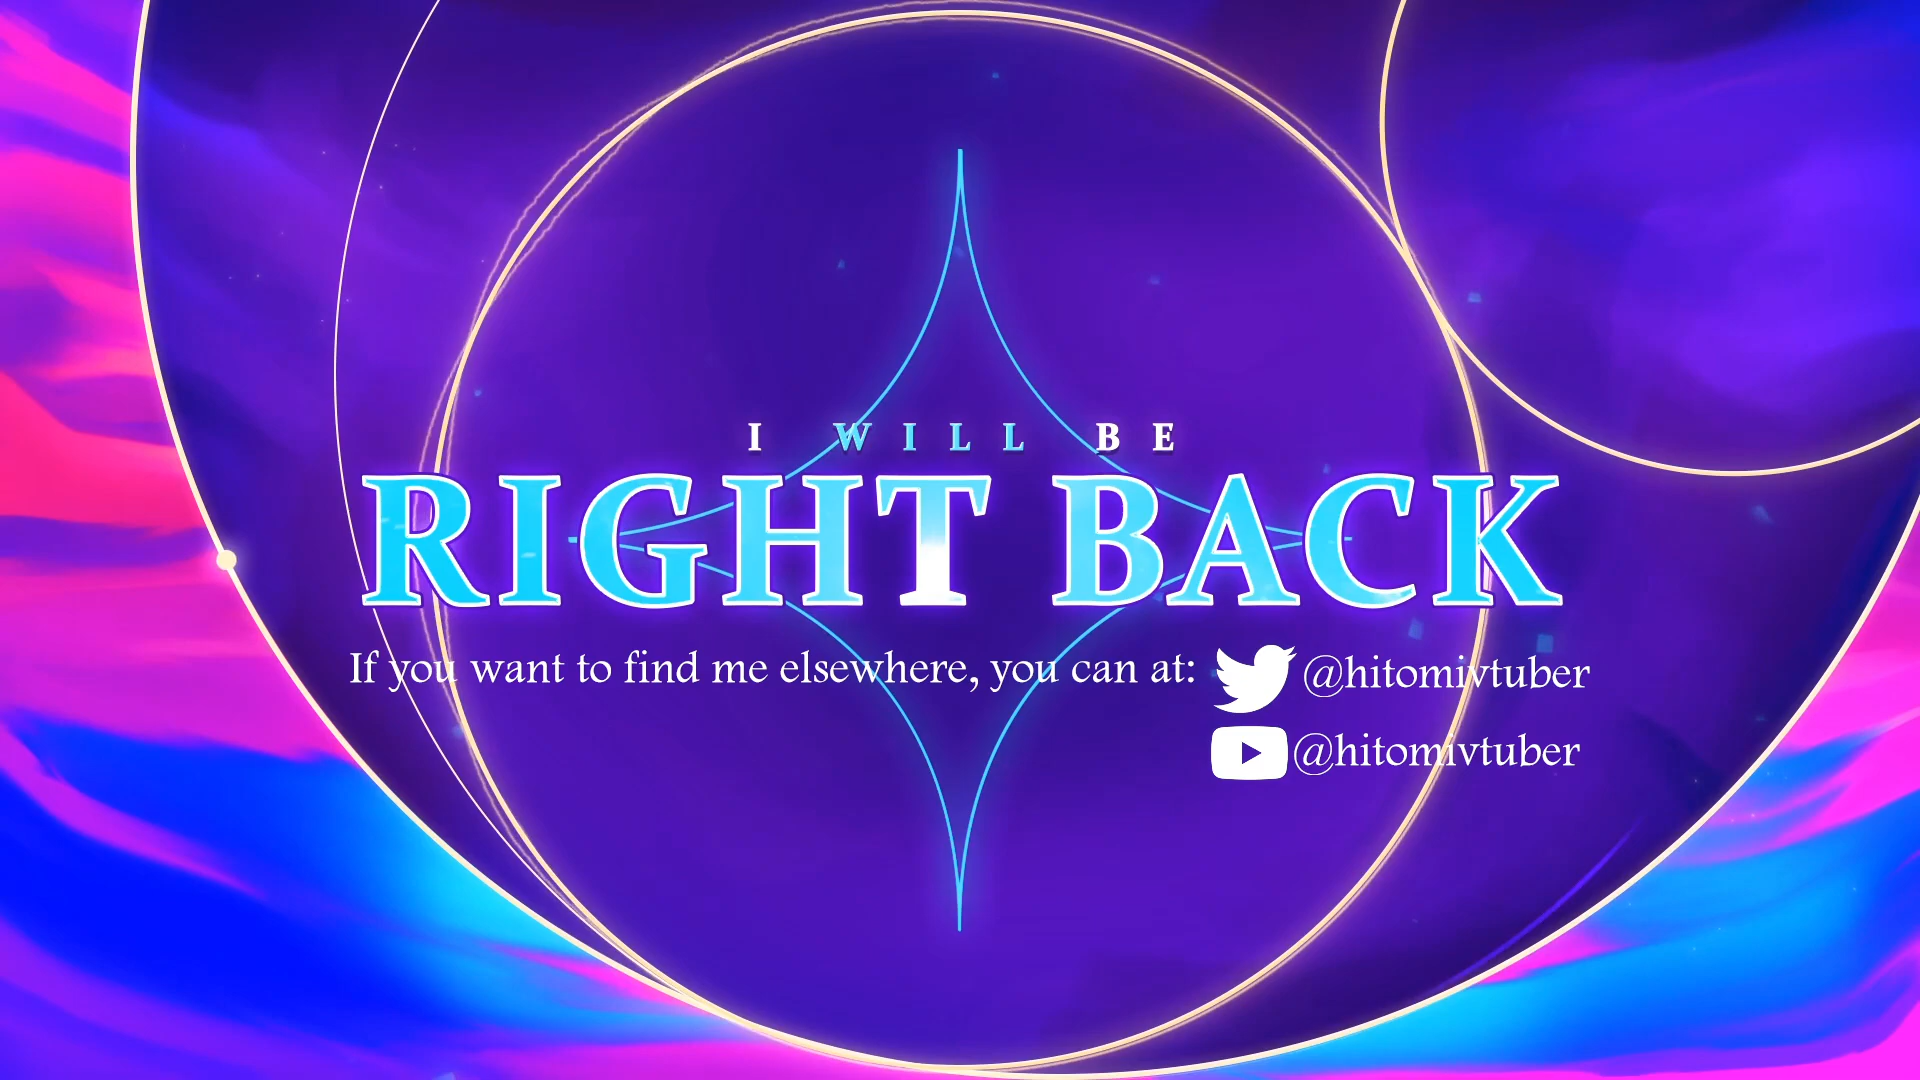 I WILL BE
RIGHT BACK
If you want to find me elsewhere, you can at: @hitomivtuber
@hitomivtuber